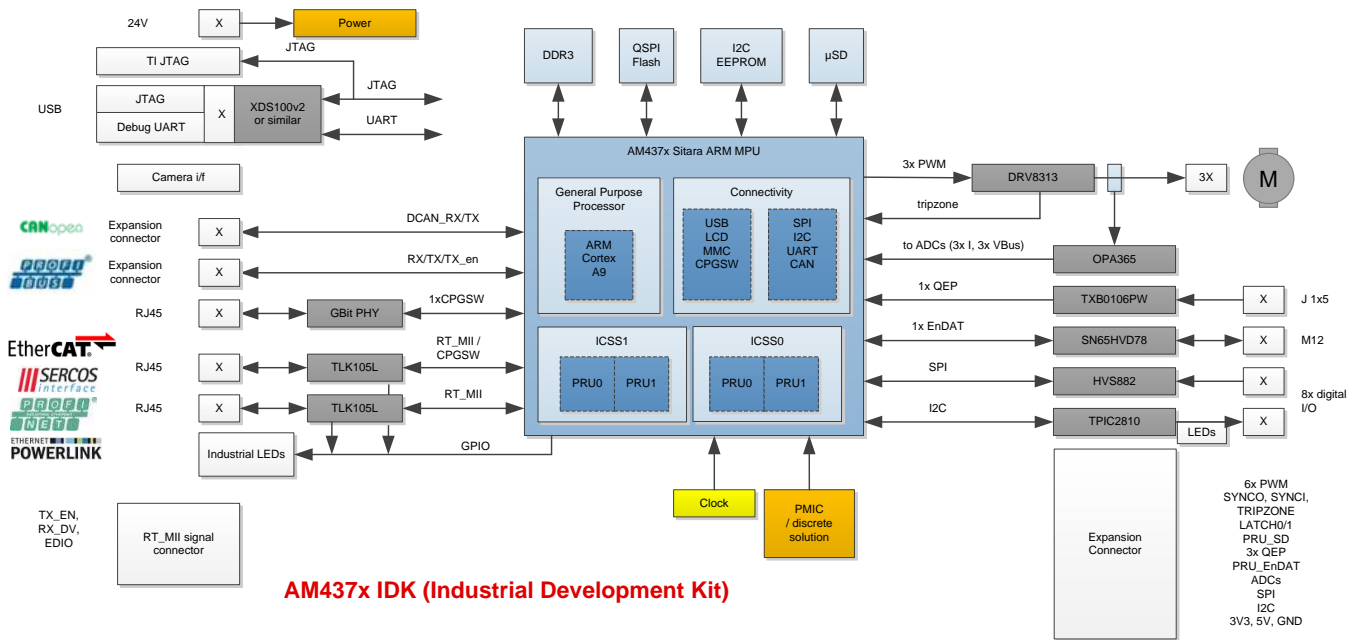 24V
X
Power
JTAG
TI JTAG
JTAG
USB
JTAG
Debug UART
X
XDS100v2
or similar
UART
Camera i/f
DDR3
QSPI
Flash
I2C
EEPROM
µSD
AM437x Sitara ARM MPU
General Purpose
Processor
ARM
Cortex
A9
Connectivity
USB
LCD
MMC
CPGSW
SPI
I2C
UART
CAN
ICSS1
PRU0
PRU1
ICSS0
PRU0
PRU1
CANopen
Expansion
connector
X
DCAN_RX/TX
PROFI
BUS
Expansion
connector
X
RX/TX/TX_en
RJ45
X
GBit PHY
1xCPGSW
EtherCAT.
RJ45
X
TLK105L
RT_MII /
CPGSW
SERCOS
interface
PROFI
INDUSTRIAL ETHERNET
NET
RJ45
X
TLK105L
RT_MII
ETHERNET
POWERLINK
Industrial LEDs
GPIO
TX_EN,
RX_DV,
EDIO
RT_MII signal
connector
Clock
PMIC
/ discrete
solution
3x PWM
DRV8313
3X
M
tripzone
to ADCs (3x I, 3x VBus)
OPA365
1x QEP
TXB0106PW
X
J 1x5
1x EnDAT
SN65HVD78
X
M12
SPI
HVS882
X
8x digital
I/O
I2C
TPIC2810
LEDs
X
Expansion
Connector
6x PWM
SYNCO, SYNCI,
TRIPZONE
LATCH0/1
PRU_SD
3x QEP
PRU_EnDAT
ADCs
SPI
I2C
3V3, 5V, GND
AM437x IDK (Industrial Development Kit)